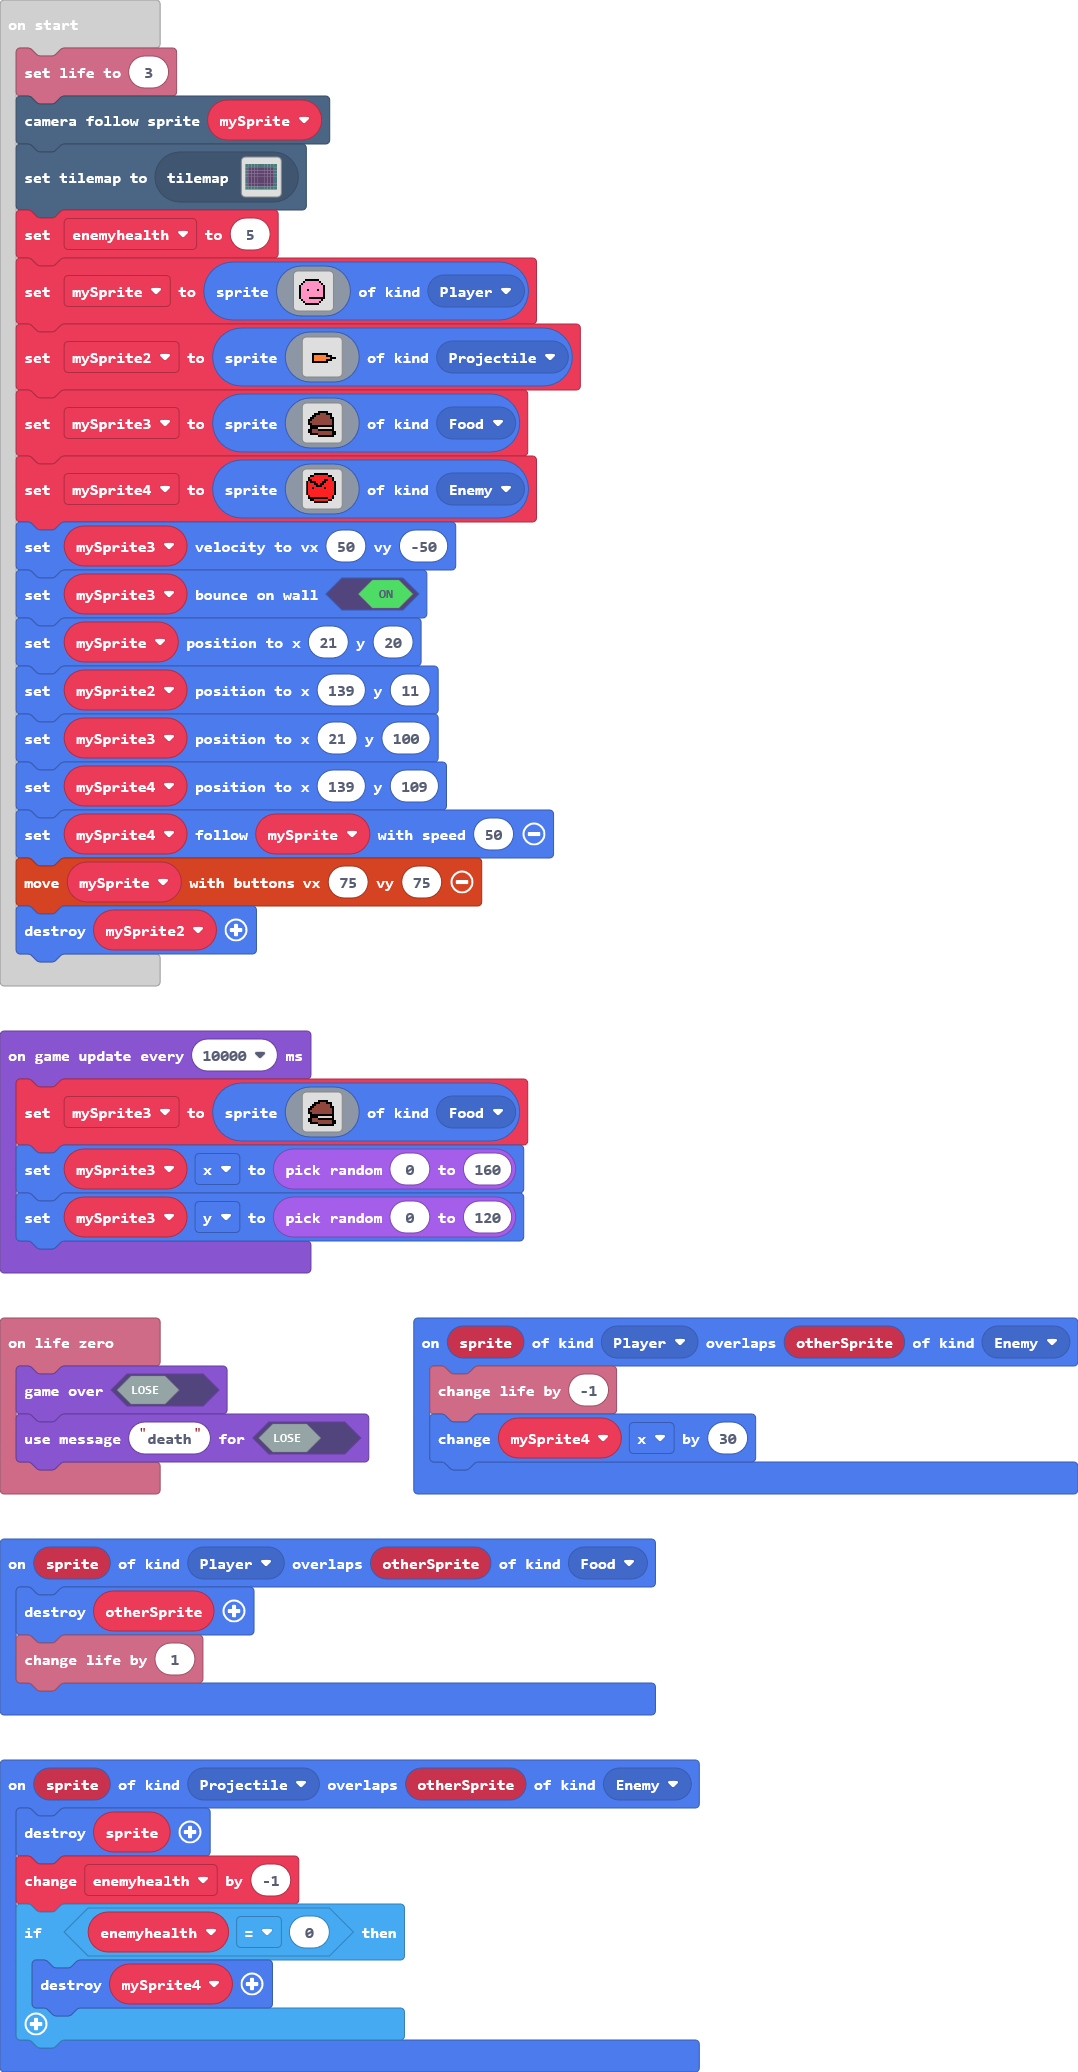 on start
set life to 3
camera follow sprite mySprite
set tilemap to tilemap
set enemyhealth to 5
set mySprite to sprite of kind Player
set mySprite2 to sprite of kind Projectile
set mySprite3 to sprite of kind Food
set mySprite4 to sprite of kind Enemy
set mySprite3 velocity to vx 50 vy -50
set mySprite3 bounce on wall ON
set mySprite position to x 21 y 20
set mySprite2 position to x 139 y 11
set mySprite3 position to x 21 y 100
set mySprite4 position to x 139 y 109
set mySprite4 follow mySprite with speed 50
move mySprite with buttons vx 75 vy 75
destroy mySprite2
on game update every 10000 ms
set mySprite3 to sprite of kind Food
set mySprite3 x to pick random 0 to 160
set mySprite3 y to pick random 0 to 120
on life zero
game over LOSE
use message "death" for LOSE
on sprite of kind Player overlaps otherSprite of kind Enemy
change life by -1
change mySprite4 x by 30
on sprite of kind Player overlaps otherSprite of kind Food
destroy otherSprite
change life by 1
on sprite of kind Projectile overlaps otherSprite of kind Enemy
destroy sprite
change enemyhealth by -1
if enemyhealth = 0 then
destroy mySprite4